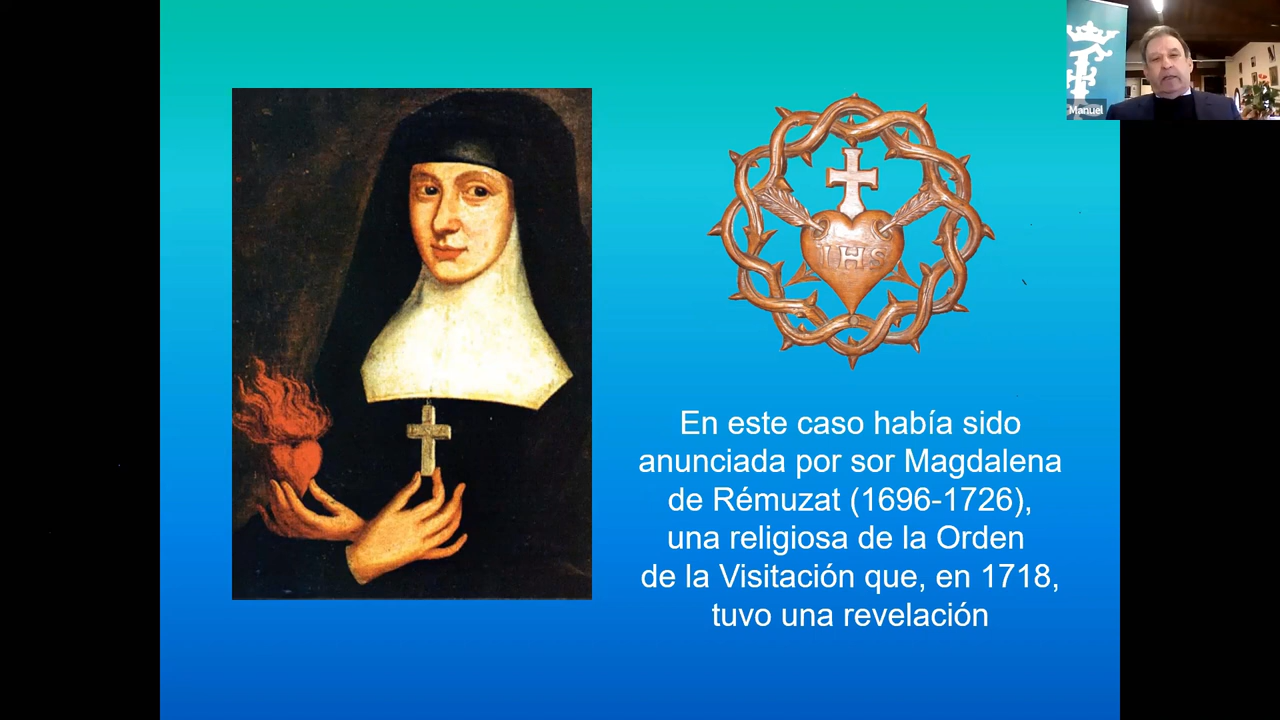 Manuel
IHS
En este caso había sido
anunciada por sor Magdalena
de Rémuzat (1696-1726),
una religiosa de la Orden
de la Visitación que, en 1718,
tuvo una revelación